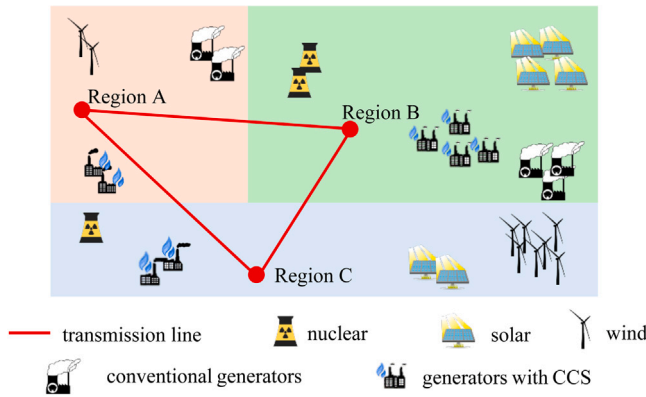 Region A
Region B
Region C
transmission line
nuclear
solar
wind
conventional generators
generators with CCS